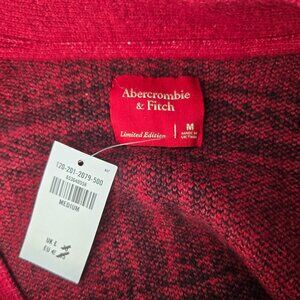 Abercrombie
& Fitch
Limited Edition
M
120-201-2079-500
MEDIUM
UK £
EU €